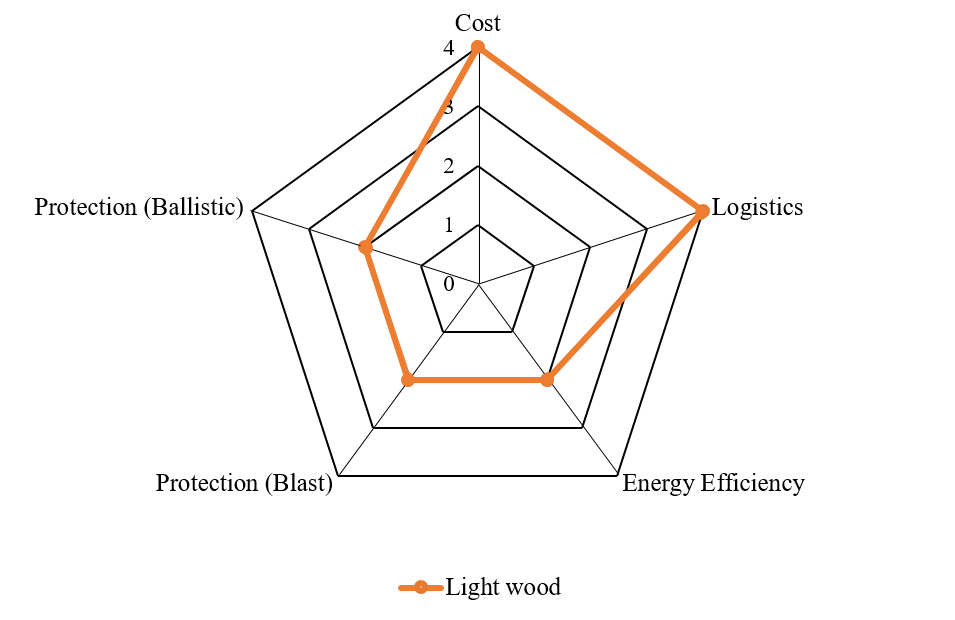 Cost
4
3
2
1
0
Protection (Ballistic)
Logistics
Protection (Blast)
Energy Efficiency
Light wood